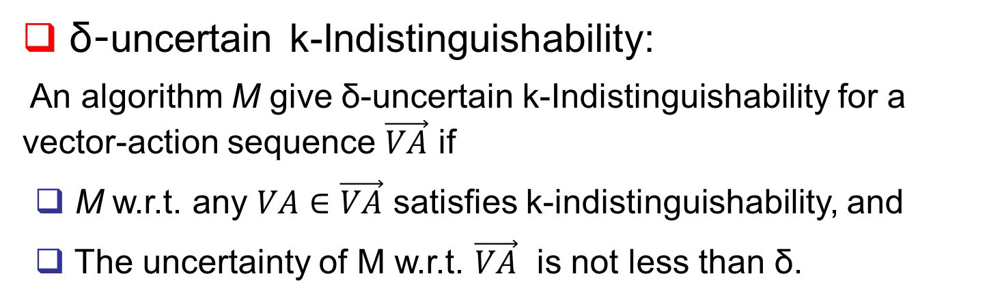 ❑ δ-uncertain k-Indistinguishability:
An algorithm M give δ-uncertain k-Indistinguishability for a
vector-action sequence $\overrightarrow{VA}$ if
❑ M w.r.t. any VA ∈ $\overrightarrow{VA}$ satisfies k-indistinguishability, and
❑ The uncertainty of M w.r.t. $\overrightarrow{VA}$ is not less than δ.